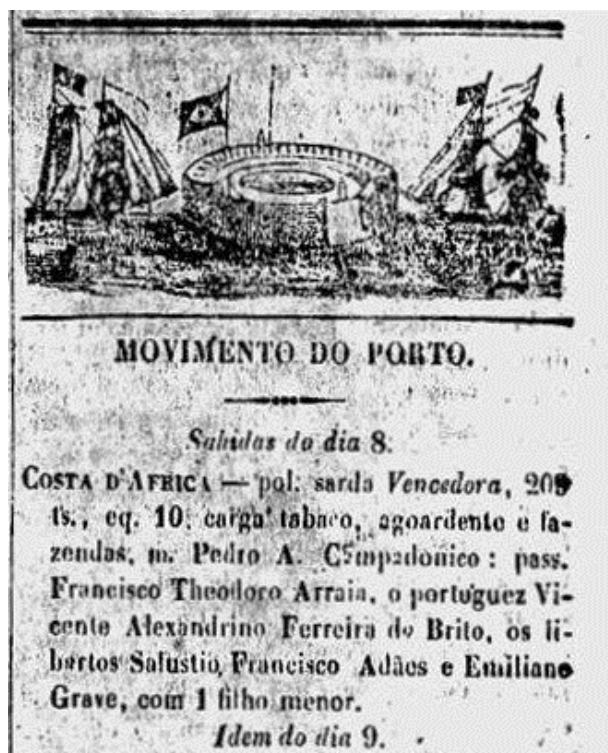 MOVIMENTO DO PORTO.
Sahidas do dia 8.
COSTA D'AFRICA — pol. sarda Vencedora, 205
ts., eq. 10; carga tabaco, agoardente e fa-
zendas, m. Pedro A. Campadonico: pass.
Francisco Theodoro Arraia, o portuguez Vi-
cente Alexandrino Ferreira de Brito, os li-
bertos Salustio, Francisco Adães e Emiliano
Grave, com 1 filho menor.
Idem do dia 9.